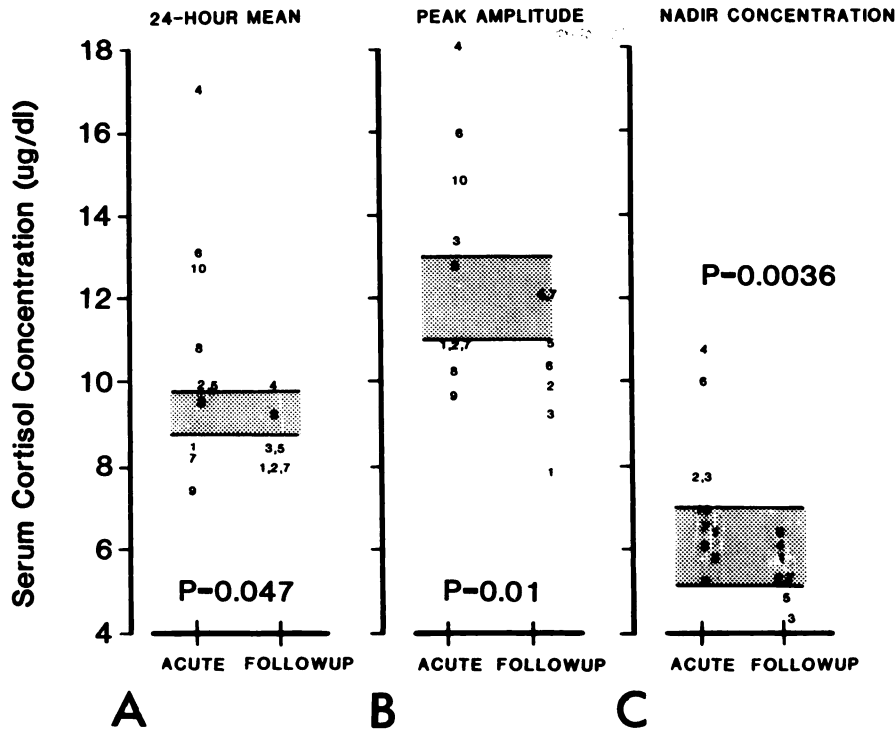 24-HOUR MEAN
PEAK AMPLITUDE
NADIR CONCENTRATION
Serum Cortisol Concentration (ug/dl)
18
16
14
12
10
8
6
4
4
6
10
8
2,5
1
7
9
4
3,5
1,2,7
P=0.047
ACUTE FOLLOWUP
A
4
6
10
3
1,2,7
8
9
5
6
2
3
1
P=0.01
ACUTE FOLLOWUP
B
P=0.0036
4
6
2,3
5
3
ACUTE FOLLOWUP
C